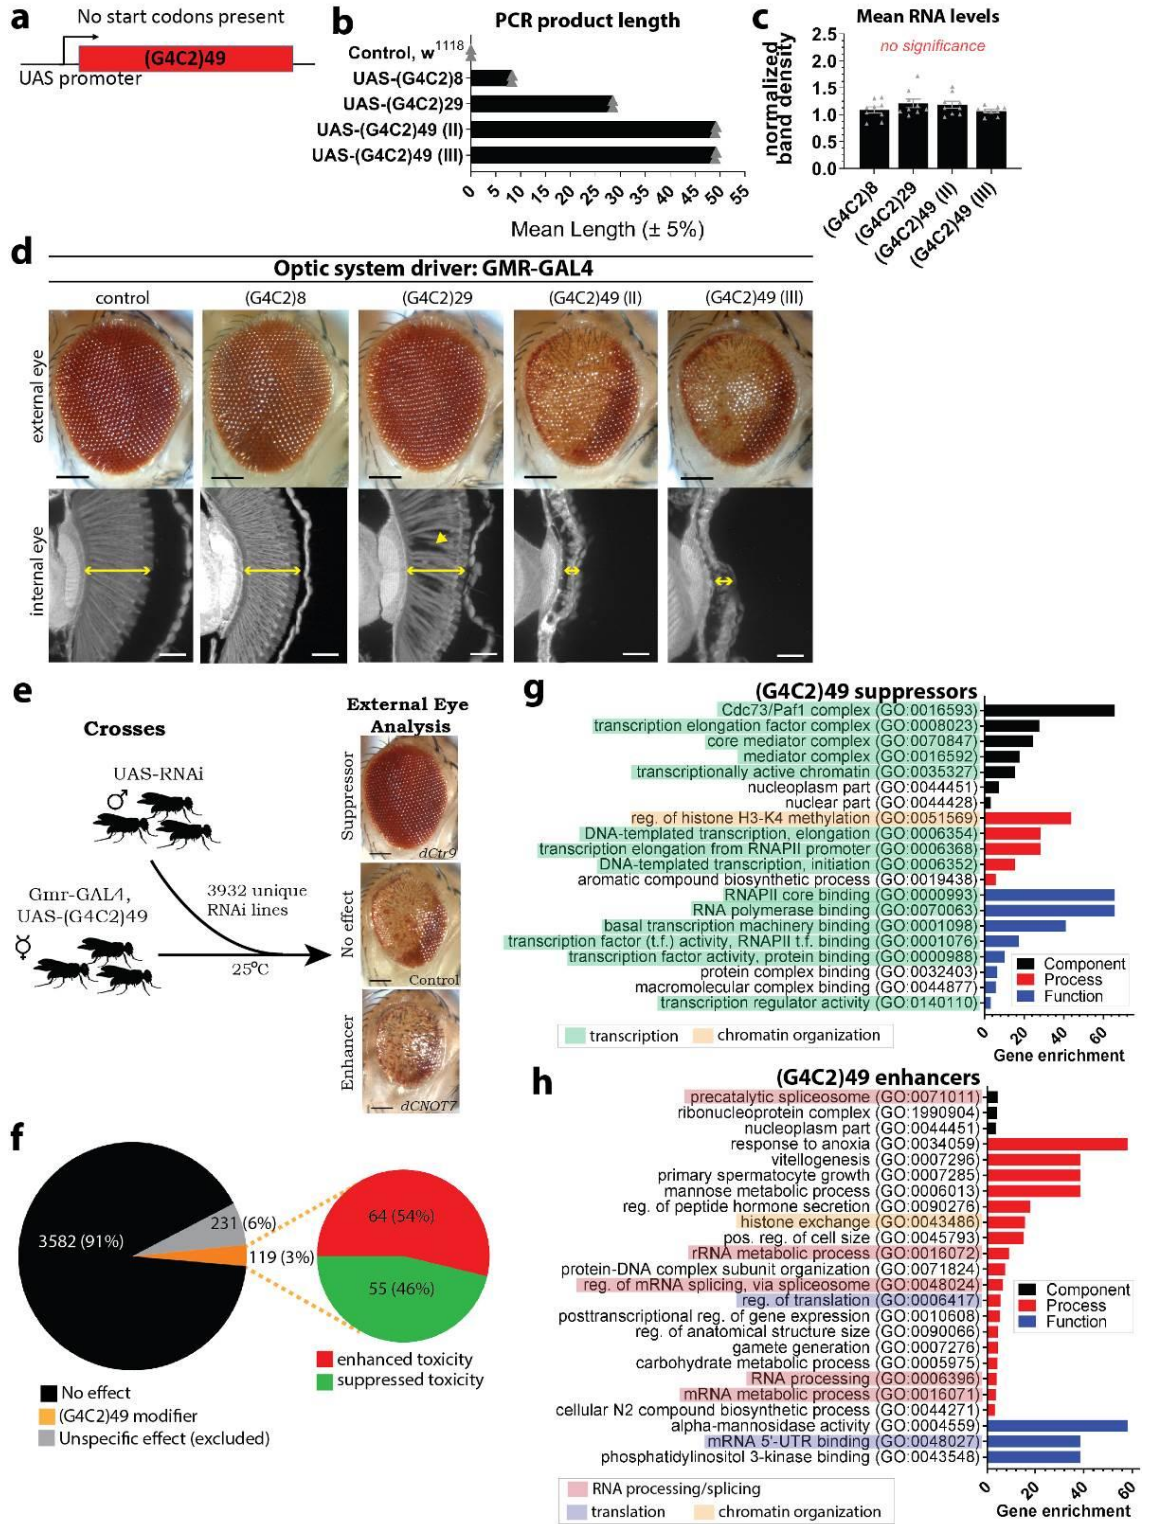 a
No start codons present
(G4C2)49
UAS promoter
b
PCR product length
Control, w1118
UAS-(G4C2)8
UAS-(G4C2)29
UAS-(G4C2)49 (II)
UAS-(G4C2)49 (III)
0 5 10 15 20 25 30 35 40 45 50 55
Mean Length (± 5%)
c
Mean RNA levels
no significance
normalized
band density
2.5
2.0
1.5
1.0
0.5
0.0
(G4C2)8
(G4C2)29
(G4C2)49 (II)
(G4C2)49 (III)
d
Optic system driver: GMR-GAL4
control (G4C2)8 (G4C2)29 (G4C2)49 (II) (G4C2)49 (III)
external eye
internal eye
e
Crosses
UAS-RNAi
♂
Gmr-GAL4,
UAS-(G4C2)49
3932 unique
RNAi lines
25°C
External Eye
Analysis
Suppressor
dCtr9
No effect
Control
Enhancer
dCNOT7
f
3582 (91%)
231 (6%)
119 (3%)
64 (54%)
55 (46%)
enhanced toxicity
suppressed toxicity
No effect
(G4C2)49 modifier
Unspecific effect (excluded)
g
(G4C2)49 suppressors
Cdc73/Paf1 complex (GO:0016593)
transcription elongation factor complex (GO:0008023)
core mediator complex (GO:0070847)
mediator complex (GO:0016592)
transcriptionally active chromatin (GO:0035327)
nucleoplasm part (GO:0044451)
nuclear part (GO:0044428)
reg. of histone H3-K4 methylation (GO:0051569)
DNA-templated transcription, elongation (GO:0006354)
transcription elongation from RNAPII promoter (GO:0006368)
DNA-templated transcription, initiation (GO:0006352)
aromatic compound biosynthetic process (GO:0019438)
RNAPII core binding (GO:0000993)
RNA polymerase binding (GO:0070063)
basal transcription machinery binding (GO:0001098)
transcription factor (t.f.) activity, RNAPII t.f. binding (GO:0001076)
transcription factor activity, protein binding (GO:0000988)
protein complex binding (GO:0032403)
macromolecular complex binding (GO:0044877)
transcription regulator activity (GO:0140110)
Component
Process
Function
0 20 40 60
Gene enrichment
transcription chromatin organization
h
(G4C2)49 enhancers
precatalytic spliceosome (GO:0071011)
ribonucleoprotein complex (GO:1990904)
nucleoplasm part (GO:0044451)
response to anoxia (GO:0034059)
vitellogenesis (GO:0007296)
primary spermatocyte growth (GO:0007285)
mannose metabolic process (GO:0006013)
reg. of peptide hormone secretion (GO:0090276)
histone exchange (GO:0043486)
pos. reg. of cell size (GO:0045793)
rRNA metabolic process (GO:0016072)
protein-DNA complex subunit organization (GO:0071824)
reg. of mRNA splicing, via spliceosome (GO:0048024)
reg. of translation (GO:0006417)
posttranscriptional reg. of gene expression (GO:0010608)
reg. of anatomical structure size (GO:0090066)
gamete generation (GO:0007276)
carbohydrate metabolic process (GO:0005975)
RNA processing (GO:0006396)
mRNA metabolic process (GO:0016071)
cellular N2 compound biosynthetic process (GO:0044271)
alpha-mannosidase activity (GO:0004559)
mRNA 5'-UTR binding (GO:0048027)
phosphatidylinositol 3-kinase binding (GO:0043548)
Component
Process
Function
0 20 40 60
Gene enrichment
RNA processing/splicing
translation chromatin organization